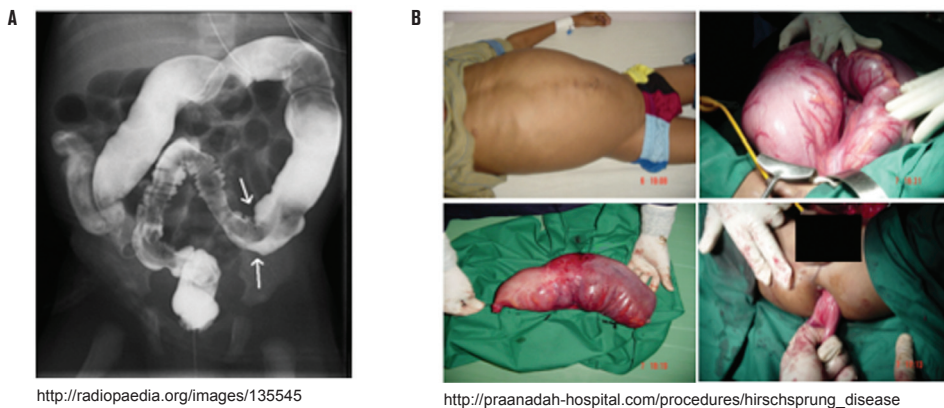 A
B
http://radiopaedia.org/images/135545
http://praanadah-hospital.com/procedures/hirschsprung_disease